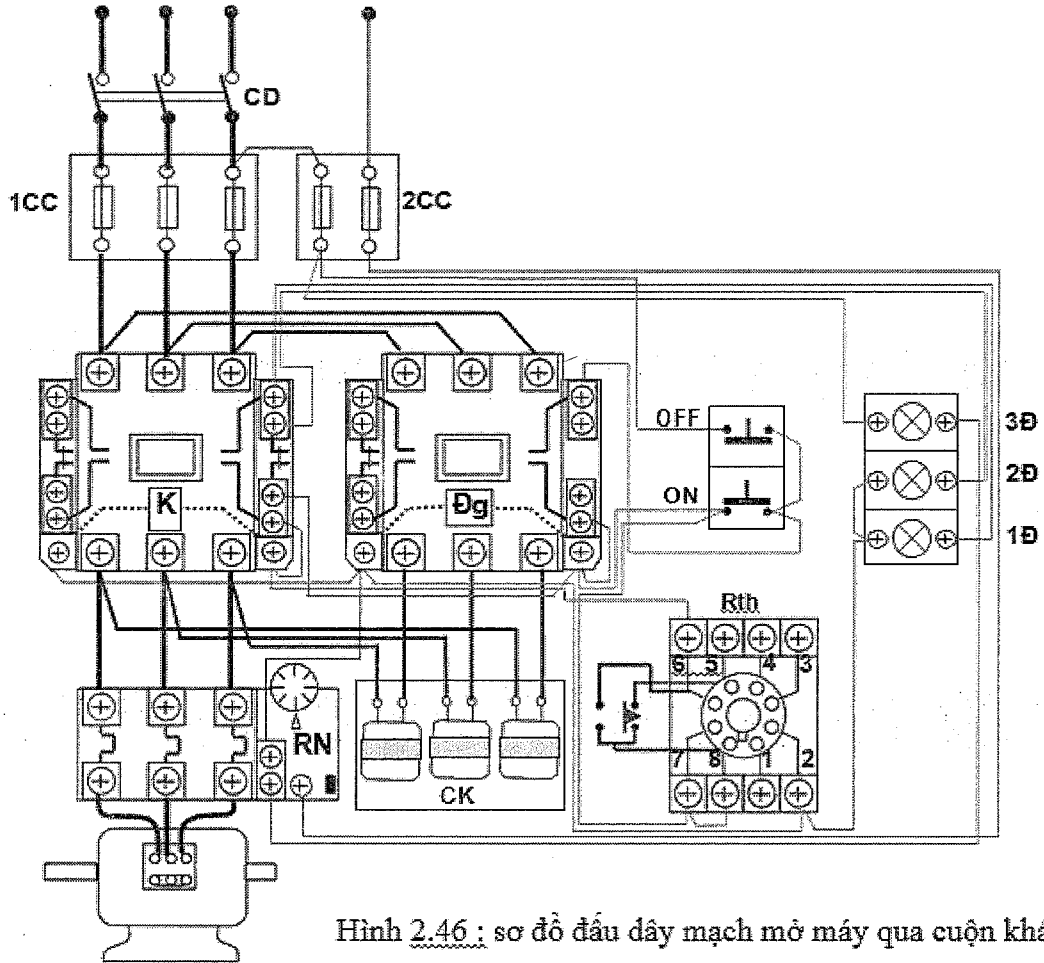 CD
1CC
2CC
K
Đg
OFF
ON
3Đ
2Đ
1Đ
Rth
6 5 4 3
7 8 1 2
RN
CK
Hình 2.46 : sơ đồ đấu dây mạch mở máy qua cuộn